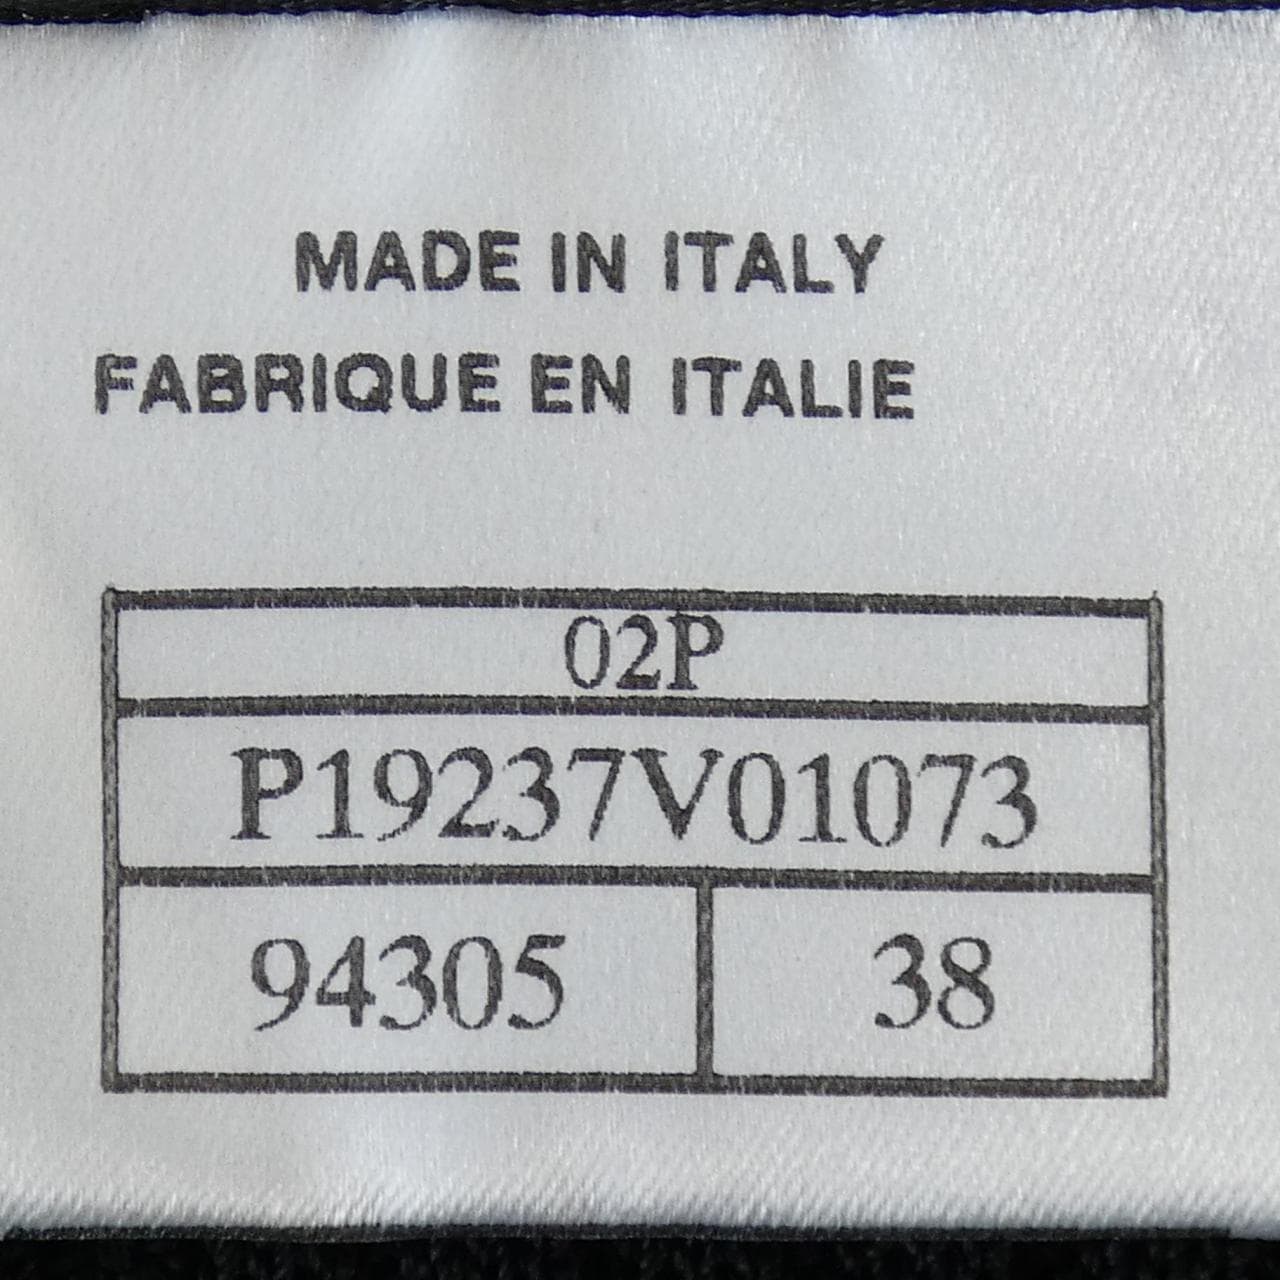 MADE IN ITALY
FABRIQUE EN ITALIE
02P
P19237V01073
94305 38